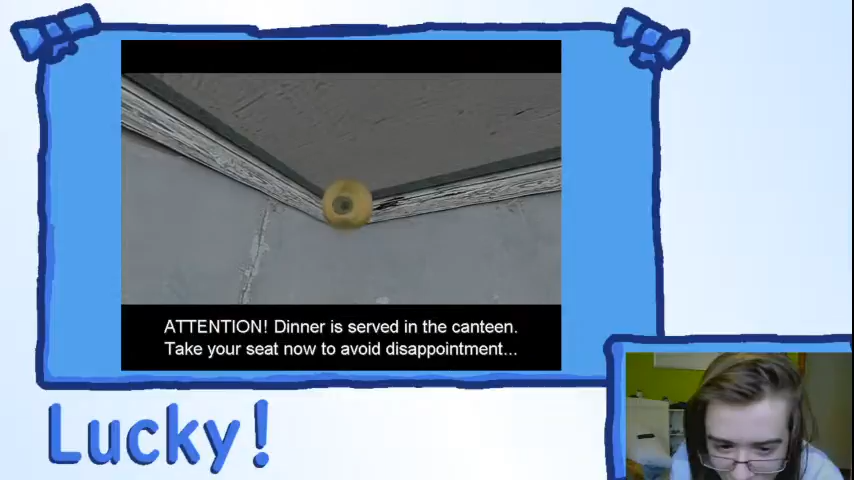 ATTENTION! Dinner is served in the canteen.
Take your seat now to avoid disappointment...
Lucky!